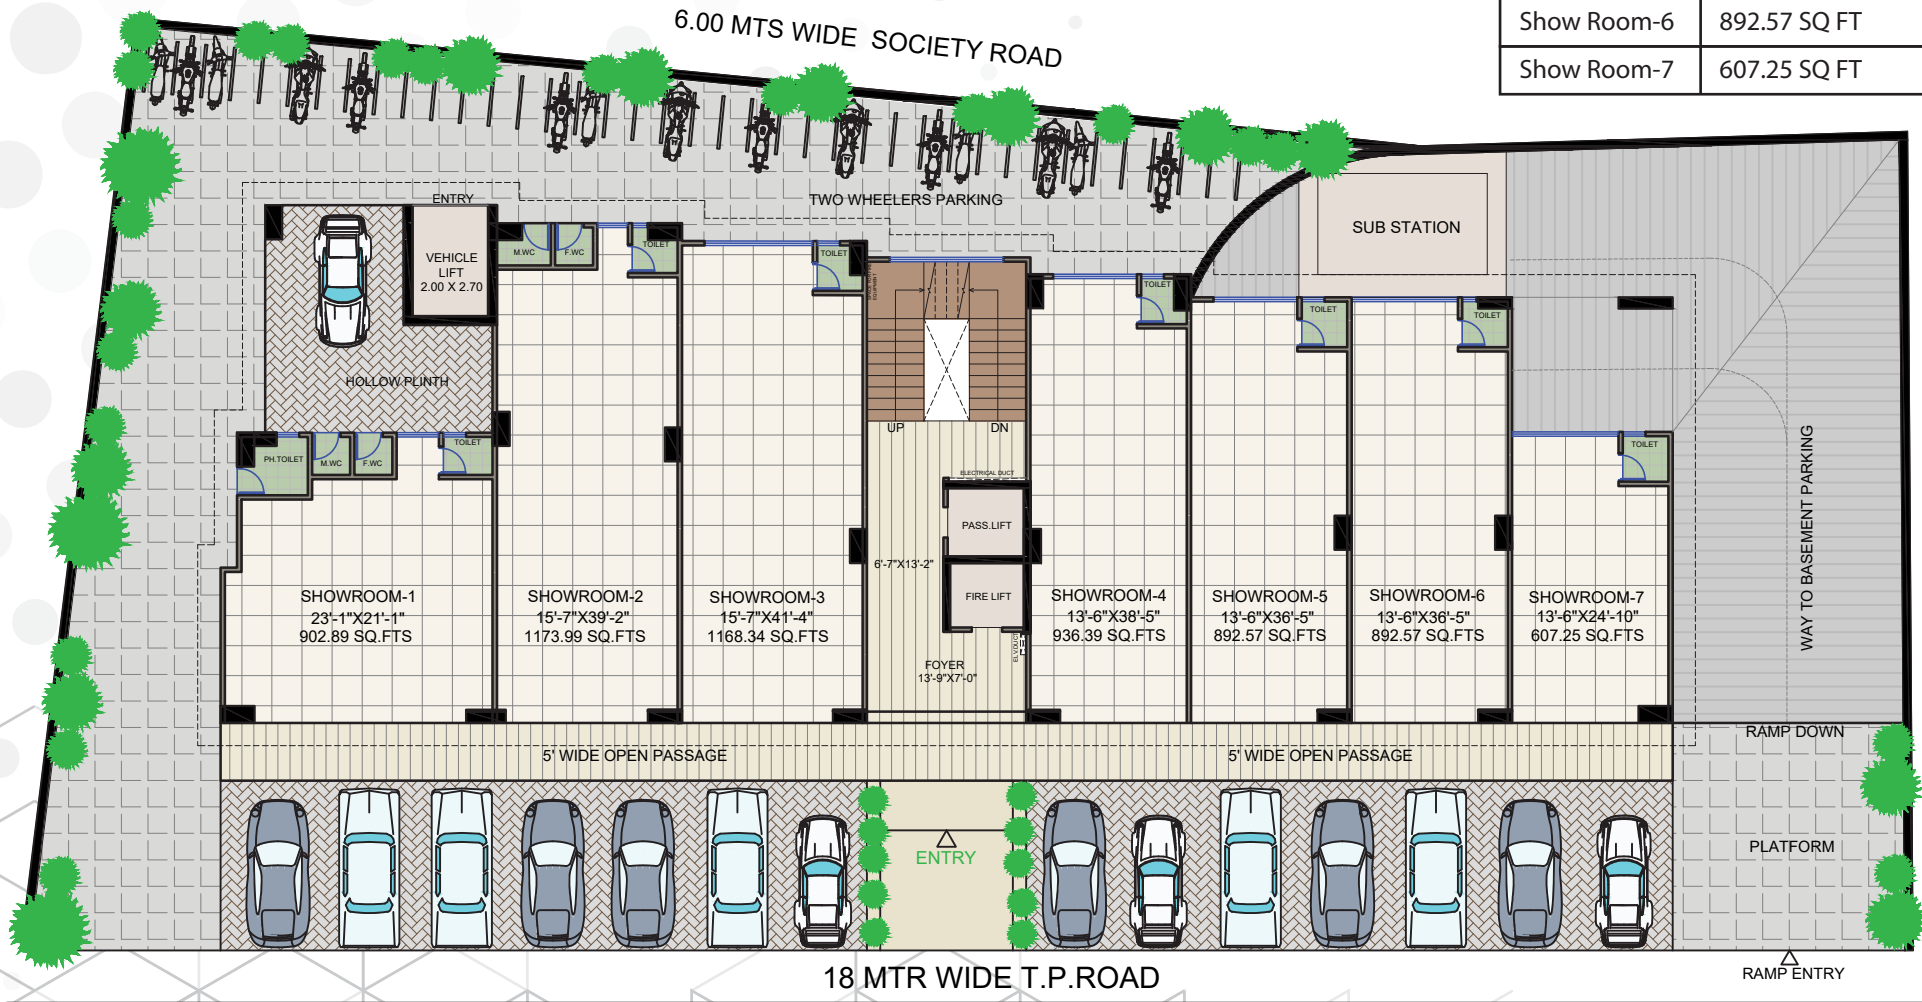 6.00 MTS WIDE SOCIETY ROAD
Show Room-6 892.57 SQ FT
Show Room-7 607.25 SQ FT
TWO WHEELERS PARKING
ENTRY
VEHICLE
LIFT
2.00 X 2.70
M.WC
F.WC
TOILET
TOILET
TOILET
TOILET
TOILET
SUB STATION
HOLLOW PLINTH
PH.TOILET
M.WC
F.WC
TOILET
TOILET
UP
DN
ELECTRICAL DUCT
PASS.LIFT
6'-7"X13'-2"
FIRE LIFT
FOYER
13'-9"X7'-0"
SHOWROOM-1
23'-1"X21'-1"
902.89 SQ.FTS
SHOWROOM-2
15'-7"X39'-2"
1173.99 SQ.FTS
SHOWROOM-3
15'-7"X41'-4"
1168.34 SQ.FTS
SHOWROOM-4
13'-6"X38'-5"
936.39 SQ.FTS
SHOWROOM-5
13'-6"X36'-5"
892.57 SQ.FTS
SHOWROOM-6
13'-6"X36'-5"
892.57 SQ.FTS
SHOWROOM-7
13'-6"X24'-10"
607.25 SQ.FTS
WAY TO BASEMENT PARKING
RAMP DOWN
5' WIDE OPEN PASSAGE
5' WIDE OPEN PASSAGE
PLATFORM
ENTRY
18 MTR WIDE T.P.ROAD
RAMP ENTRY